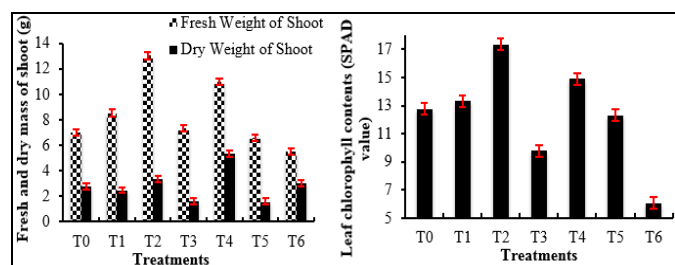 Fresh and dry mass of shoot (g)
14
12
10
8
6
4
2
0
Fresh Weight of Shoot
Dry Weight of Shoot
T0 T1 T2 T3 T4 T5 T6
Treatments
Leaf chlorophyll contents (SPAD
value)
17
15
13
11
9
7
5
T0 T1 T2 T3 T4 T5 T6
Treatments